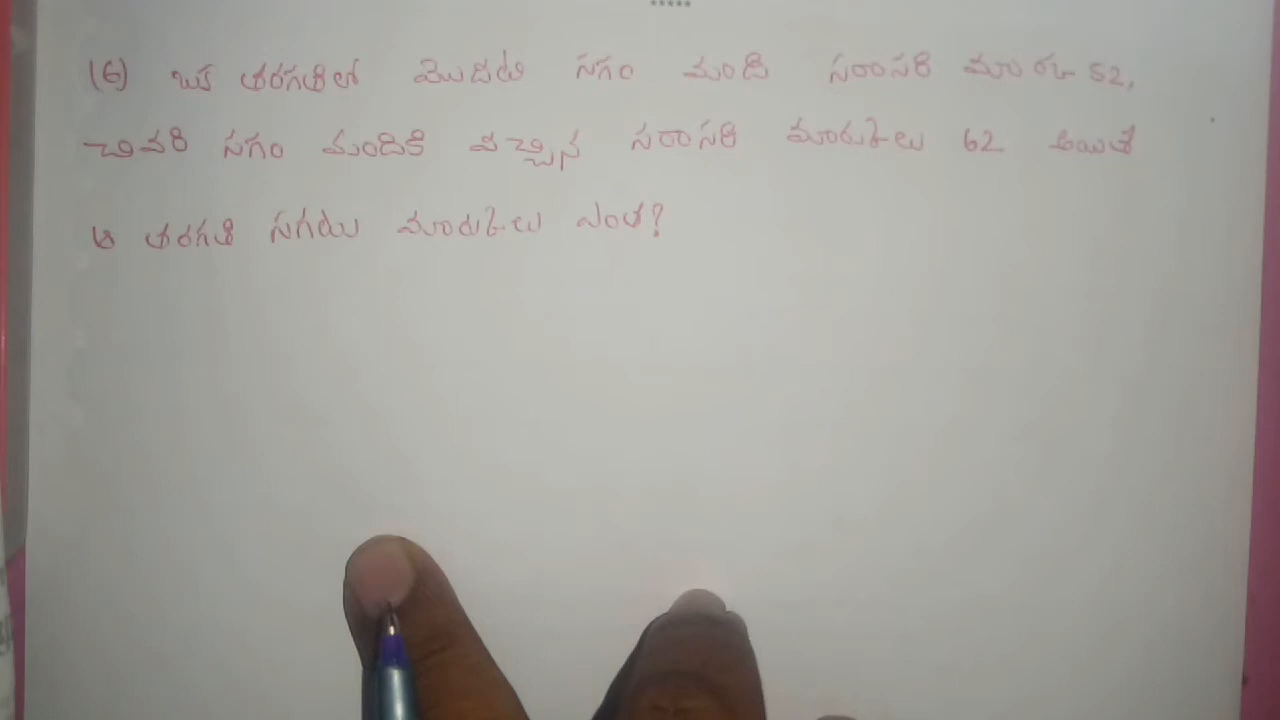 (6) ఒక తరగతిలో మొదటి సగం మంది సరాసరి మార్కు 52,
చివరి సగం మందికి వచ్చిన సరాసరి మారుక్లు 62 అయితే
ఆ తరగతి సగటు మారుక్లు ఎంత?